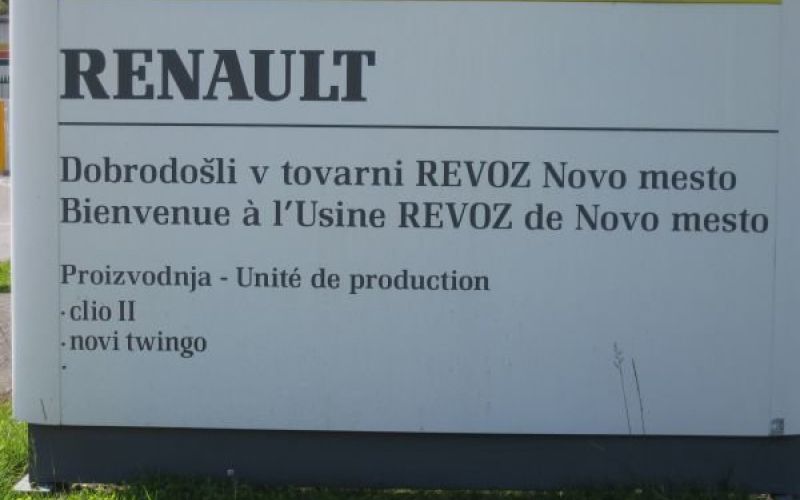 RENAULT
Dobrodošli v tovarni REVOZ Novo mesto
Bienvenue à l'Usine REVOZ de Novo mesto
Proizvodnja - Unité de production
· clio II
· novi twingo
·